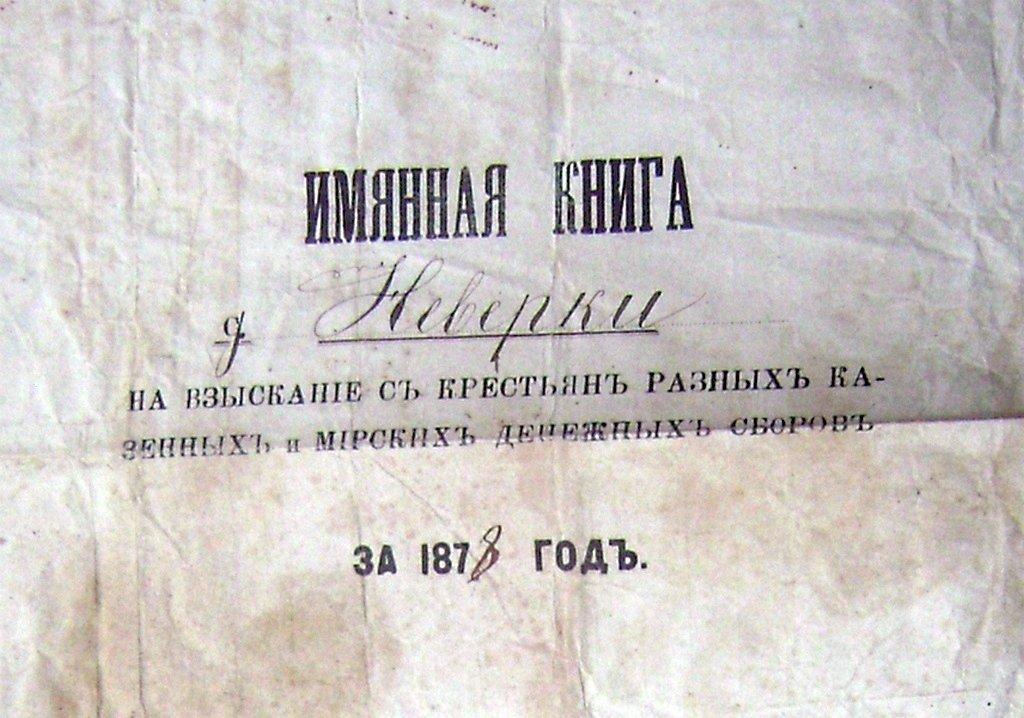 ИМЯННАЯ КНИГА
д Неверки
НА ВЗЫСКАНІЕ СЪ КРЕСТЬЯНЪ РАЗНЫХЪ КА-
ЗЕННЫХЪ и МІРСКИХЪ ДЕНЕЖНЫХЪ СБОРОВЪ
ЗА 1878 ГОДЪ.